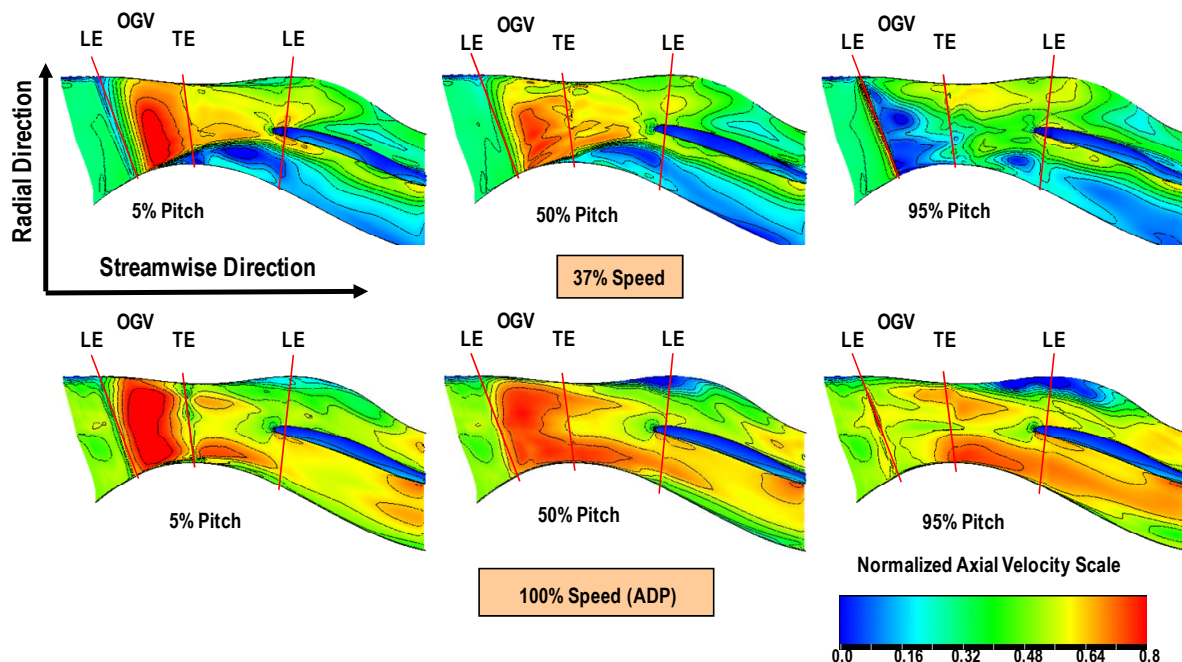 OGV
LE TE LE
OGV
LE TE LE
OGV
LE TE LE
Radial Direction
5% Pitch
50% Pitch
95% Pitch
Streamwise Direction
37% Speed
OGV
LE TE LE
OGV
LE TE LE
OGV
LE TE LE
5% Pitch
50% Pitch
95% Pitch
100% Speed (ADP)
Normalized Axial Velocity Scale
0.0 0.16 0.32 0.48 0.64 0.8